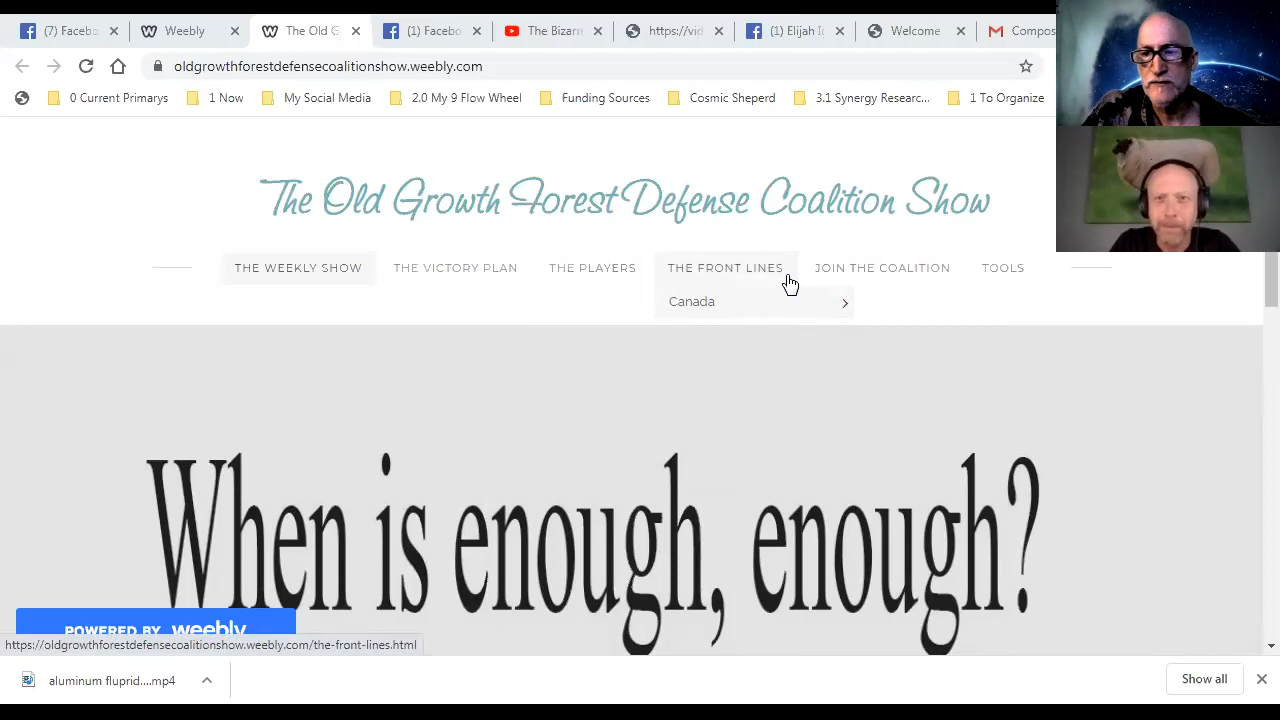 (7) Facebo
Weebly
The Old G
(1) Facebo
The Bizarr
https://vid
(1) Elijah Ic
Welcome
Compos
oldgrowthforestdefensecoalitionshow.weebly.com
0 Current Primarys
1 Now
My Social Media
2.0 My 9 Flow Wheel
Funding Sources
Cosmic Sheperd
3.1 Synergy Researc...
1 To Organize
The Old Growth Forest Defense Coalition Show
THE WEEKLY SHOW
THE VICTORY PLAN
THE PLAYERS
THE FRONT LINES
JOIN THE COALITION
TOOLS
Canada
When is enough, enough?
POWERED BY weebly
https://oldgrowthforestdefensecoalitionshow.weebly.com/the-front-lines.html
aluminum fluprid....mp4
Show all